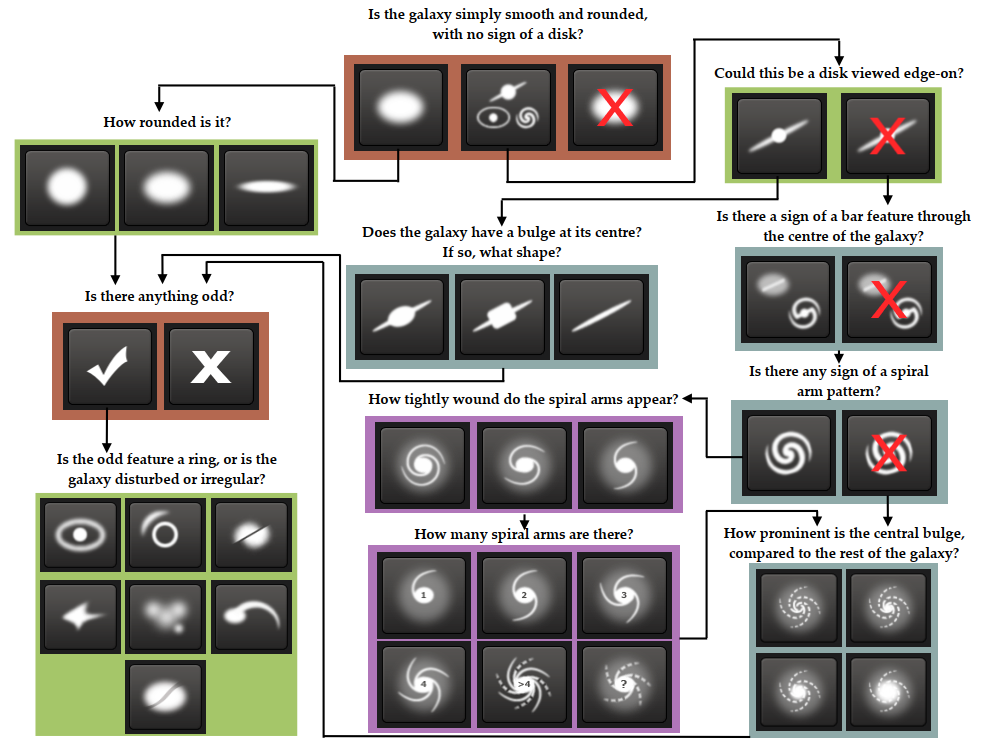 Is the galaxy simply smooth and rounded,
with no sign of a disk?
Could this be a disk viewed edge-on?
How rounded is it?
Is there a sign of a bar feature through
the centre of the galaxy?
Does the galaxy have a bulge at its centre?
If so, what shape?
Is there anything odd?
Is there any sign of a spiral
arm pattern?
How tightly wound do the spiral arms appear?
Is the odd feature a ring, or is the
galaxy disturbed or irregular?
How many spiral arms are there?
How prominent is the central bulge,
compared to the rest of the galaxy?
1
2
3
4
>4
?